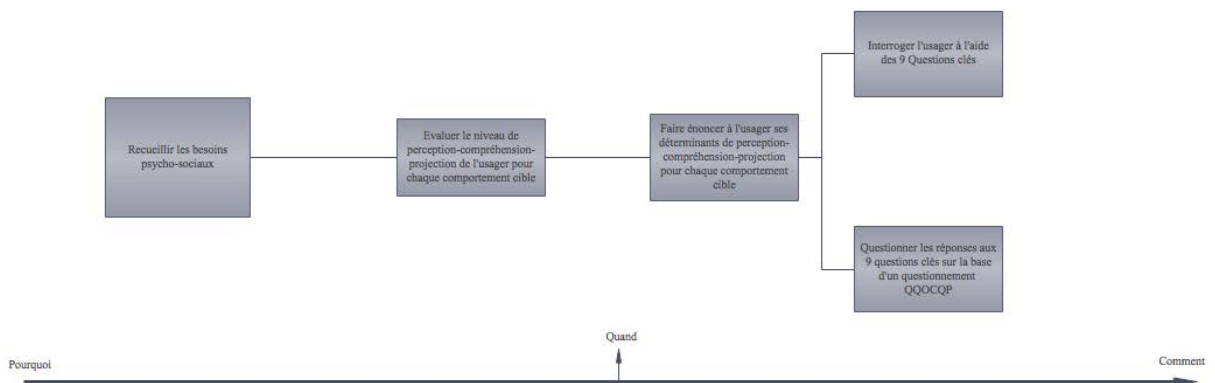 Interroger l'usager à l'aide
des 9 Questions clés
Recueillir les besoins
psycho-sociaux
Evaluer le niveau de
perception-compréhension-
projection de l'usager pour
chaque comportement cible
Faire énoncer à l'usager ses
déterminants de perception-
compréhension-projection
pour chaque comportement
cible
Questionner les réponses aux
9 questions clés sur la base
d'un questionnement
QQOCQP
Quand
Pourquoi
Comment